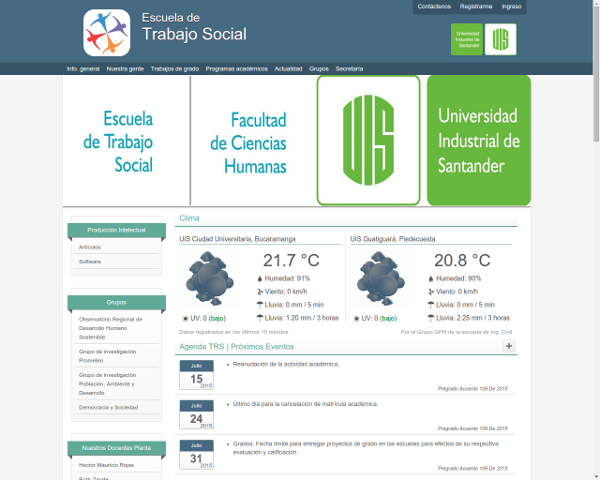 Contáctenos Registrarme Ingreso
Escuela de
Trabajo Social
Universidad
Industrial de
Santander
UIS
Info. general Nuestra gente Trabajos de grado Programas académicos Actualidad Grupos Secretaría
Escuela
de Trabajo
Social
Facultad
de Ciencias
Humanas
UIS
Universidad
Industrial de
Santander
Producción Intelectual
Artículos
Software
Grupos
Observatorio Regional de
Desarrollo Humano
Sostenible
Grupo de investigación
Prometeo
Grupo de investigación
Población, Ambiente y
Desarrollo
Democracia y Sociedad
Nuestros Docentes Planta
Hector Mauricio Rojas
Ruth Zarate
Clima
UIS Ciudad Universitaria, Bucaramanga
21.7 °C
Humedad: 91%
Viento: 0 km/h
Lluvia: 0 mm / 5 min
UV: 0 (bajo)
Lluvia: 1.20 mm / 3 horas
UIS Guatiguará, Piedecuesta
20.8 °C
Humedad: 90%
Viento: 0 km/h
Lluvia: 0 mm / 5 min
UV: 0 (bajo)
Lluvia: 2.25 mm / 3 horas
Datos registrados en los últimos 15 minutos
Por el Grupo GPH de la escuela de Ing. Civil
Agenda TRS | Próximos Eventos
+
Julio
15
2015
Reanudación de la actividad académica.
Pregrado Acuerdo 109 De 2015
Julio
24
2015
Último día para la cancelación de matrícula académica.
Pregrado Acuerdo 109 De 2015
Julio
31
2015
Grados. Fecha límite para entregar proyectos de grado en las escuelas para efectos de su respectiva
evaluación y calificación.
Pregrado Acuerdo 109 De 2015